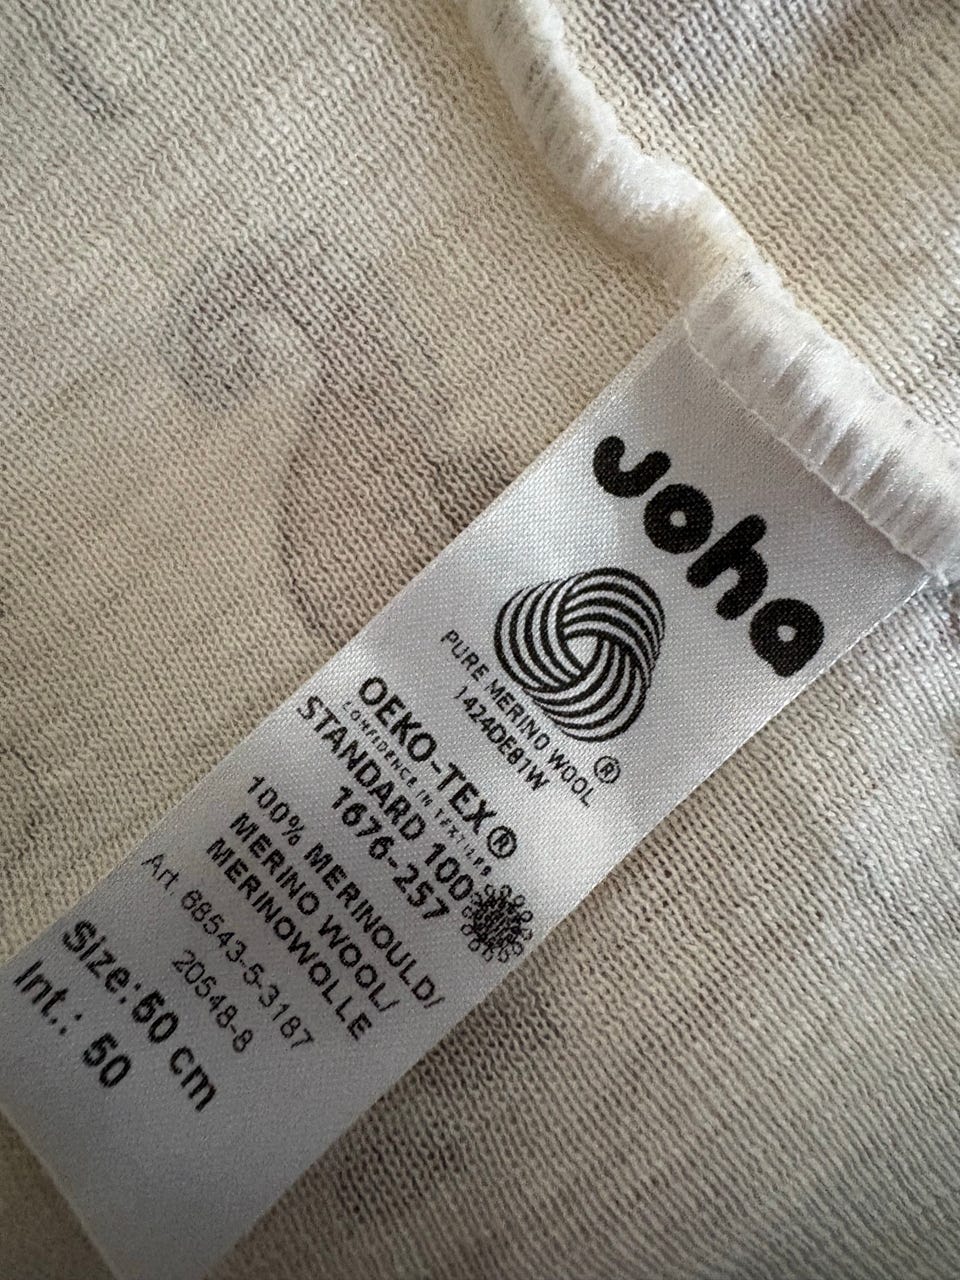 Joha
PURE MERINO WOOL ®
1424DE81W
OEKO-TEX®
CONFIDENCE IN TEXTILES
STANDARD 100
1676-257
100% MERINOULD/
MERINO WOOL/
MERINOWOLLE
Art. 68543-5-3187
20548-8
Size: 50 cm
Int.: 50